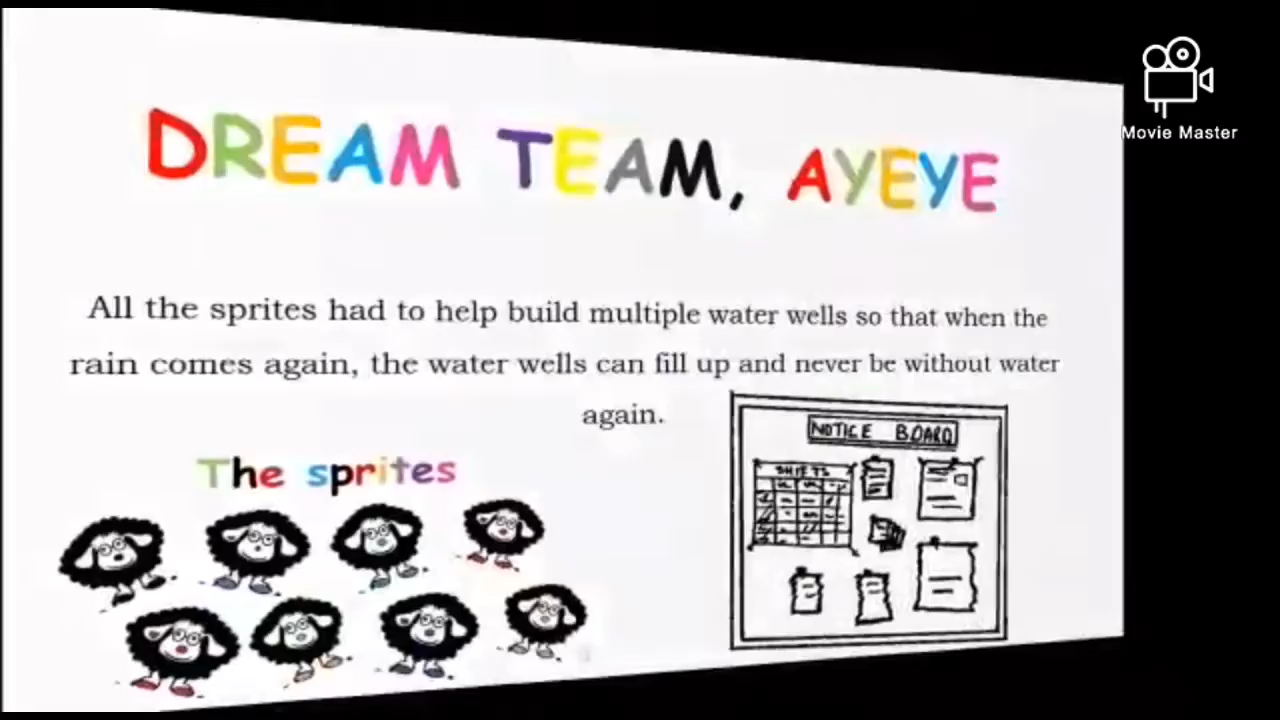 Movie Master
DREAM TEAM, AYEYE
All the sprites had to help build multiple water wells so that when the
rain comes again, the water wells can fill up and never be without water
again.
The sprites
NOTICE BOARD
SHIFTS